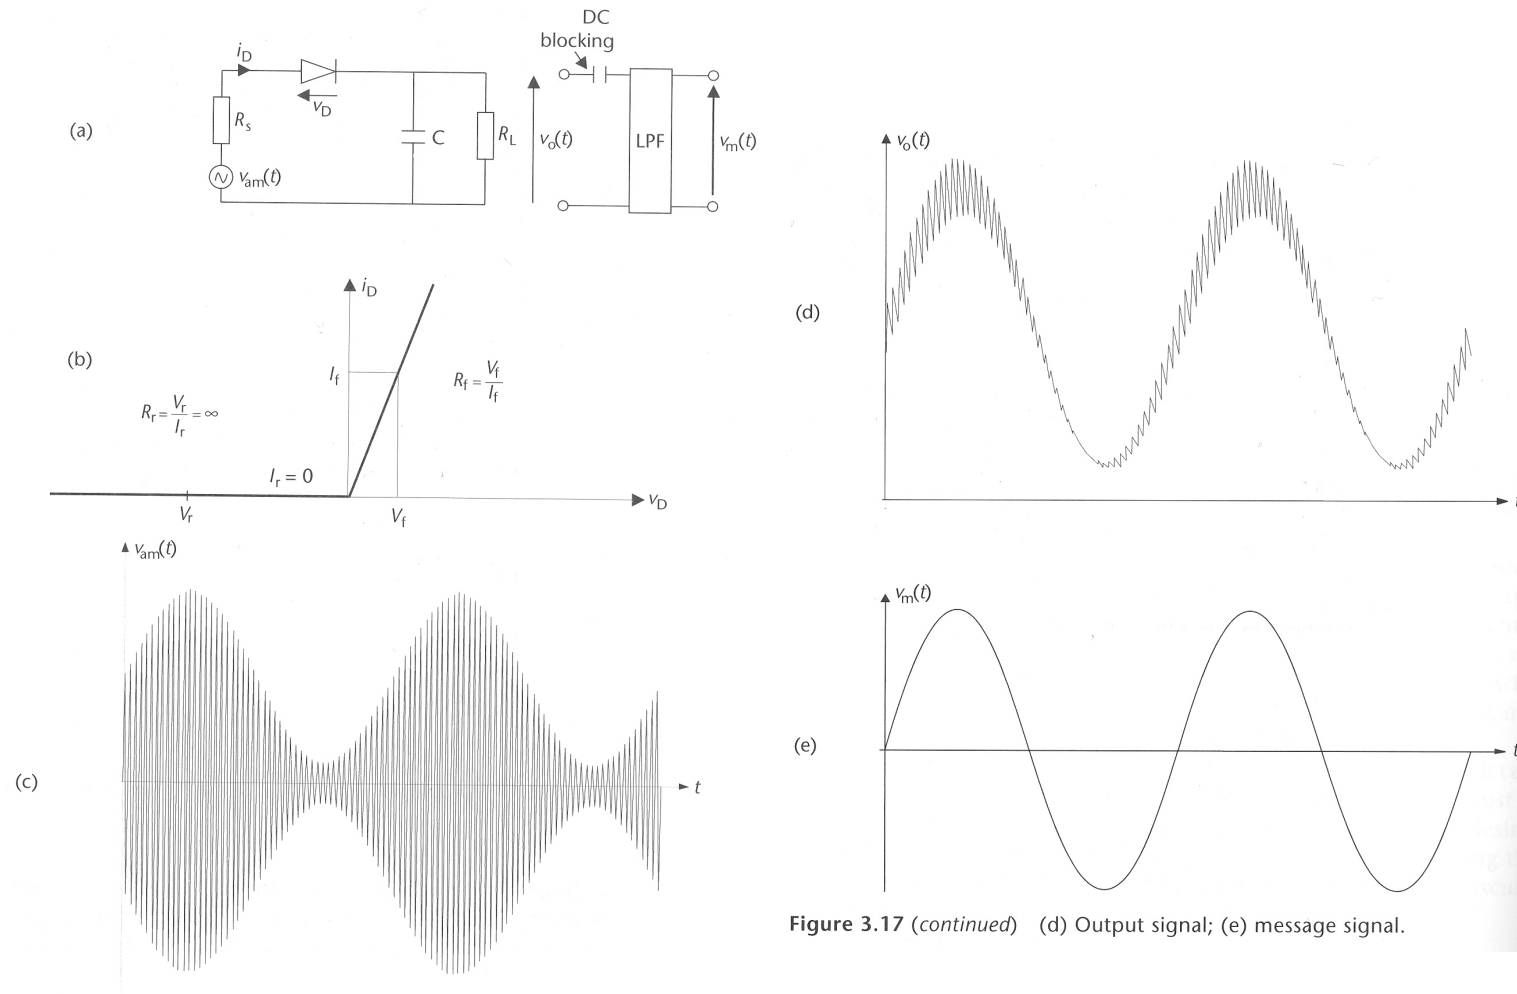 (a)
i_D
v_D
R_s
v_am(t)
C
R_L
DC
blocking
v_o(t)
LPF
v_m(t)
(b)
i_D
I_f
R_f = V_f / I_f
R_r = V_r / I_r = ∞
I_r = 0
V_r
V_f
v_D
(c)
v_am(t)
t
(d)
v_o(t)
(e)
v_m(t)
t
Figure 3.17 (continued) (d) Output signal; (e) message signal.